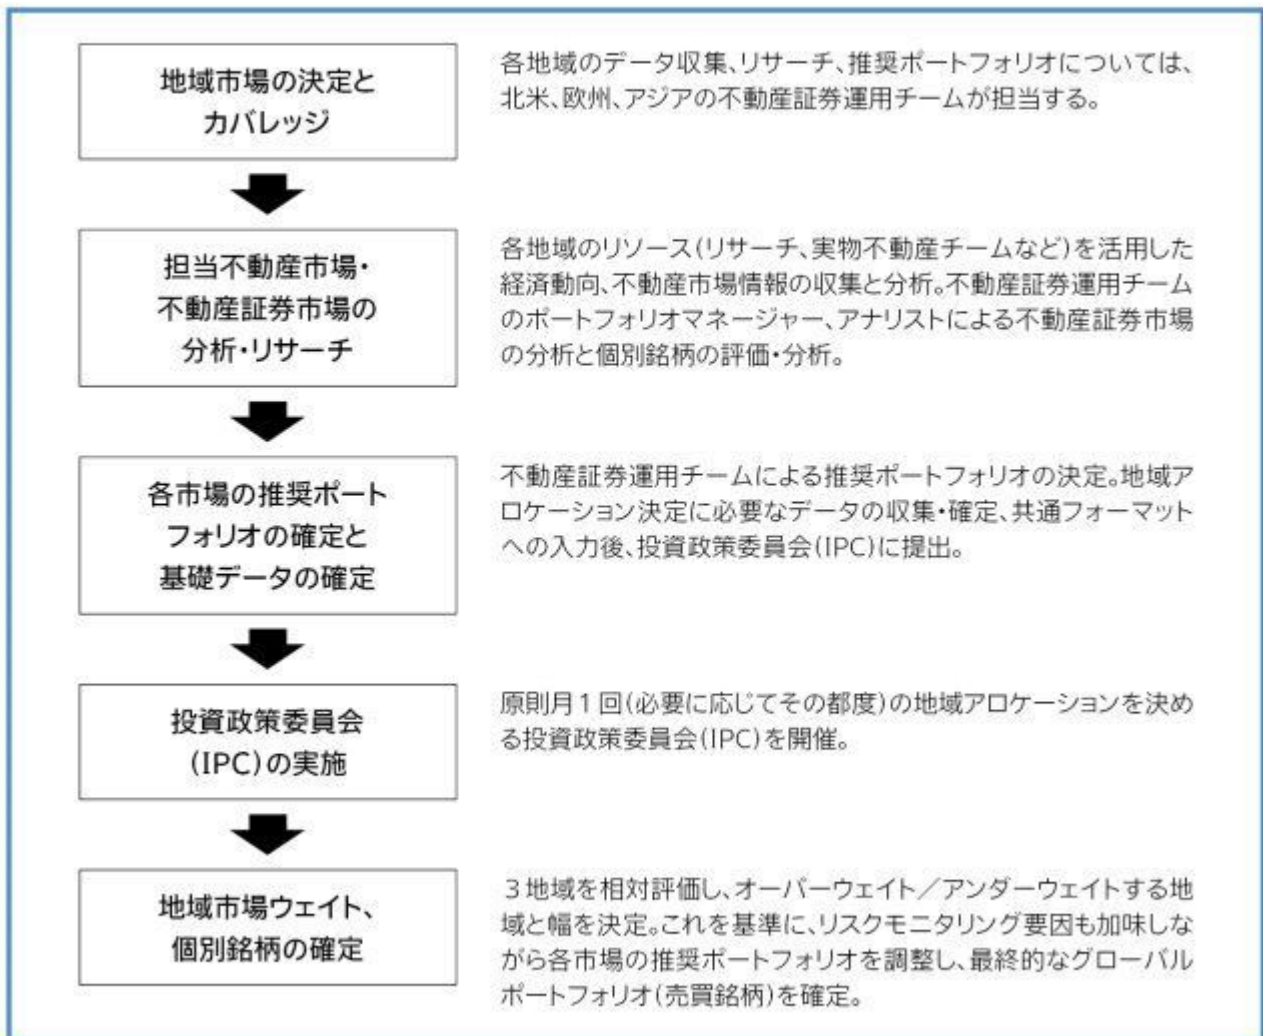 地域市場の決定と
カバレッジ
各地域のデータ収集、リサーチ、推奨ポートフォリオについては、
北米、欧州、アジアの不動産証券運用チームが担当する。
担当不動産市場・
不動産証券市場の
分析・リサーチ
各地域のリソース(リサーチ、実物不動産チームなど)を活用した
経済動向、不動産市場情報の収集と分析。不動産証券運用チーム
のポートフォリオマネージャー、アナリストによる不動産証券市場
の分析と個別銘柄の評価・分析。
各市場の推奨ポート
フォリオの確定と
基礎データの確定
不動産証券運用チームによる推奨ポートフォリオの決定。地域ア
ロケーション決定に必要なデータの収集・確定、共通フォーマット
への入力後、投資政策委員会(IPC)に提出。
投資政策委員会
(IPC)の実施
原則月1回(必要に応じてその都度)の地域アロケーションを決め
る投資政策委員会(IPC)を開催。
地域市場ウェイト、
個別銘柄の確定
3地域を相対評価し、オーバーウェイト／アンダーウェイトする地
域と幅を決定。これを基準に、リスクモニタリング要因も加味しな
がら各市場の推奨ポートフォリオを調整し、最終的なグローバル
ポートフォリオ(売買銘柄)を確定。